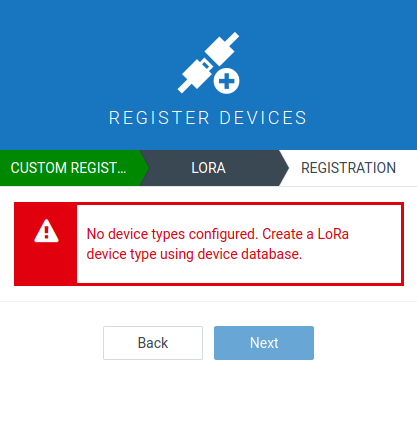 REGISTER DEVICES
CUSTOM REGIST...
LORA
REGISTRATION
No device types configured. Create a LoRa
device type using device database.
Back
Next